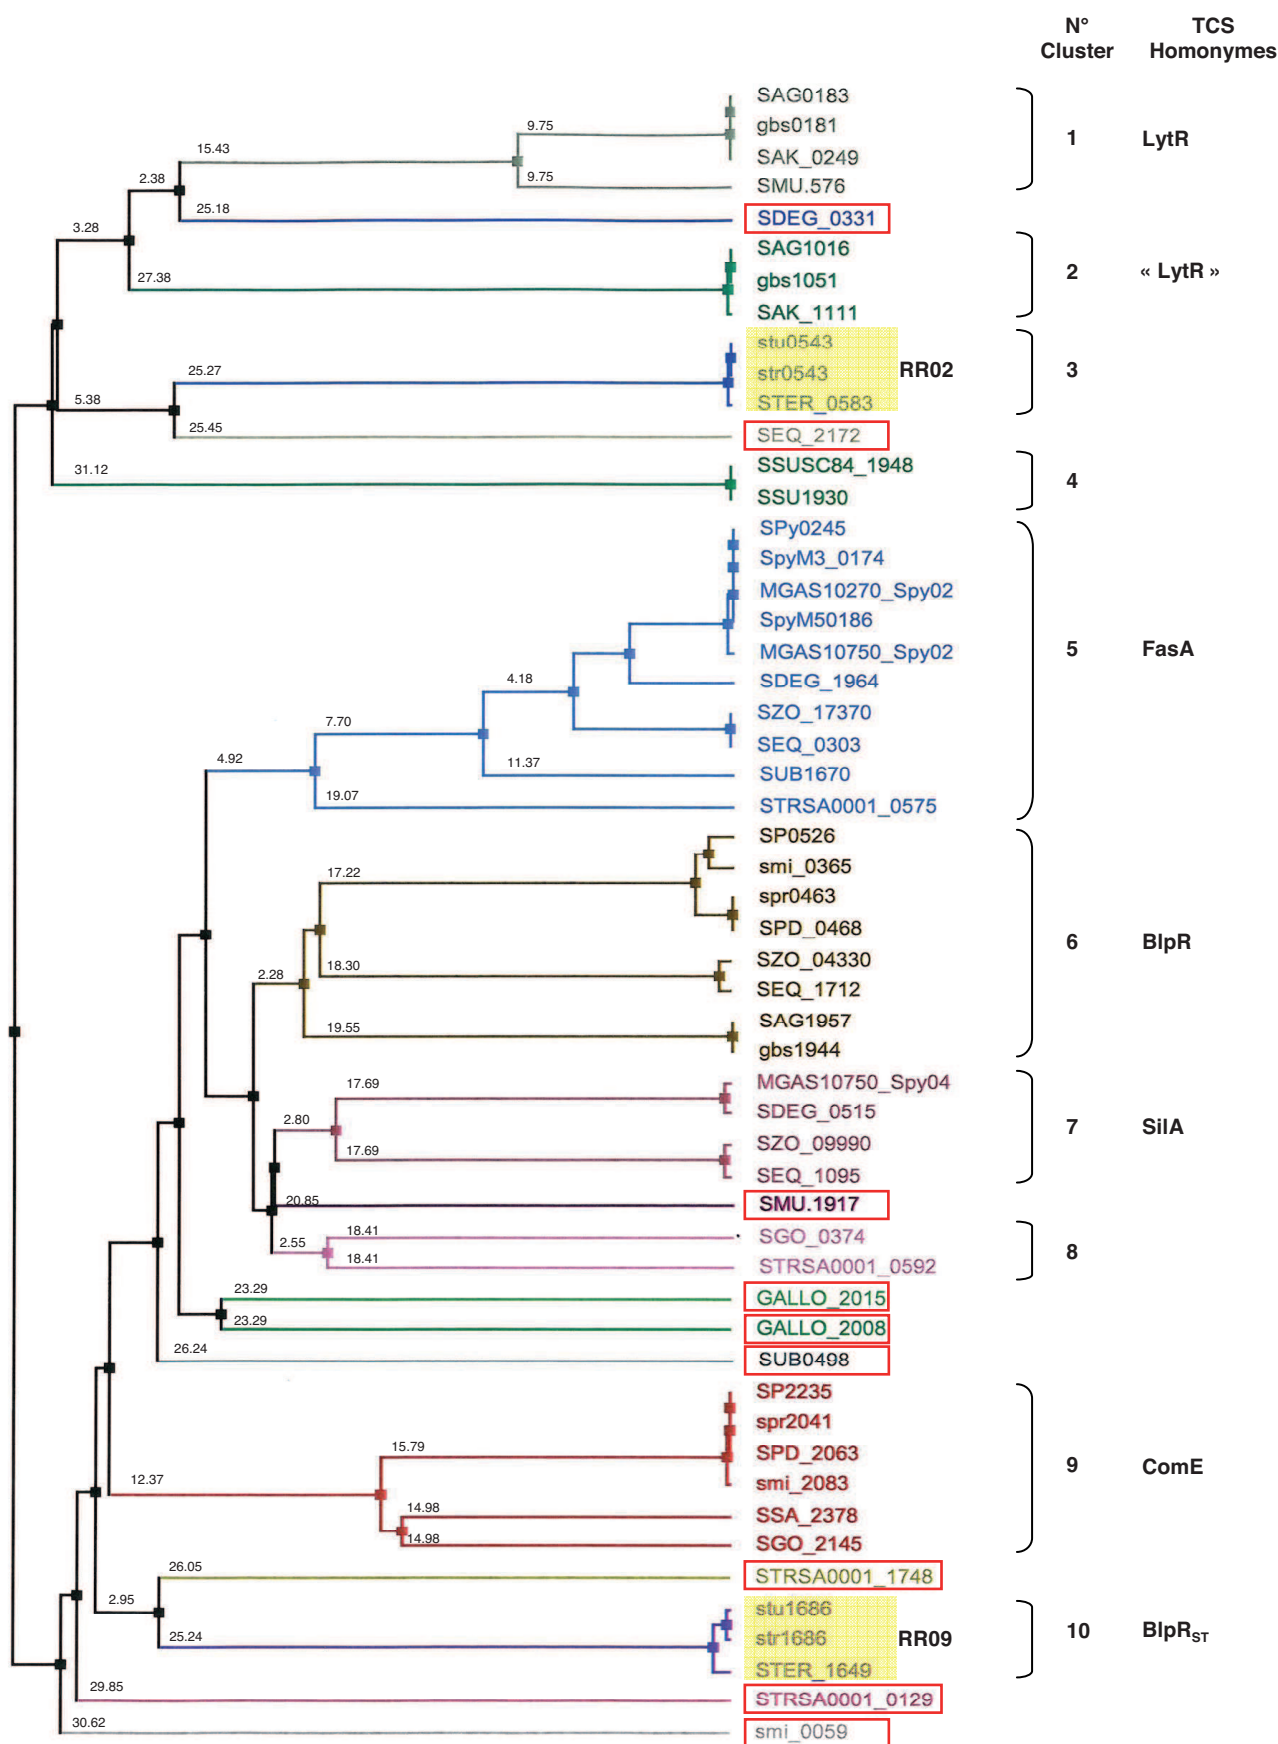 N° TCS
Cluster Homonymes
SAG0183
9.75 gbs0181
1 LytR
15.43 SAK_0249
2.38 9.75 SMU.576
25.18 SDEG_0331
3.28 SAG1016
27.38 gbs1051 2 « LytR »
SAK_1111
stu0543
25.27 str0543 RR02 3
5.38 STER_0583
25.45 SEQ_2172
31.12 SSUSC84_1948
4
SSU1930
SPy0245
SpyM3_0174
MGAS10270_Spy02
SpyM50186
MGAS10750_Spy02 5 FasA
4.18 SDEG_1964
SZO_17370
7.70 SEQ_0303
4.92 11.37 SUB1670
19.07 STRSA0001_0575
SP0526
17.22 smi_0365
spr0463
SPD_0468
6 BlpR
2.28 18.30 SZO_04330
SEQ_1712
19.55 SAG1957
gbs1944
17.69 MGAS10750_Spy04
2.80 SDEG_0515
7 SilA
17.69 SZO_09990
SEQ_1095
20.85 SMU.1917
18.41 SGO_0374
2.55 8
18.41 STRSA0001_0592
23.29 GALLO_2015
23.29 GALLO_2008
26.24 SUB0498
SP2235
spr2041
15.79 SPD_2063
9 ComE
12.37 smi_2083
14.98 SSA_2378
14.98 SGO_2145
26.05 STRSA0001_1748
2.95 stu1686
25.24 str1686 RR09 10 BlpRST
STER_1649
29.85 STRSA0001_0129
30.62 smi_0059